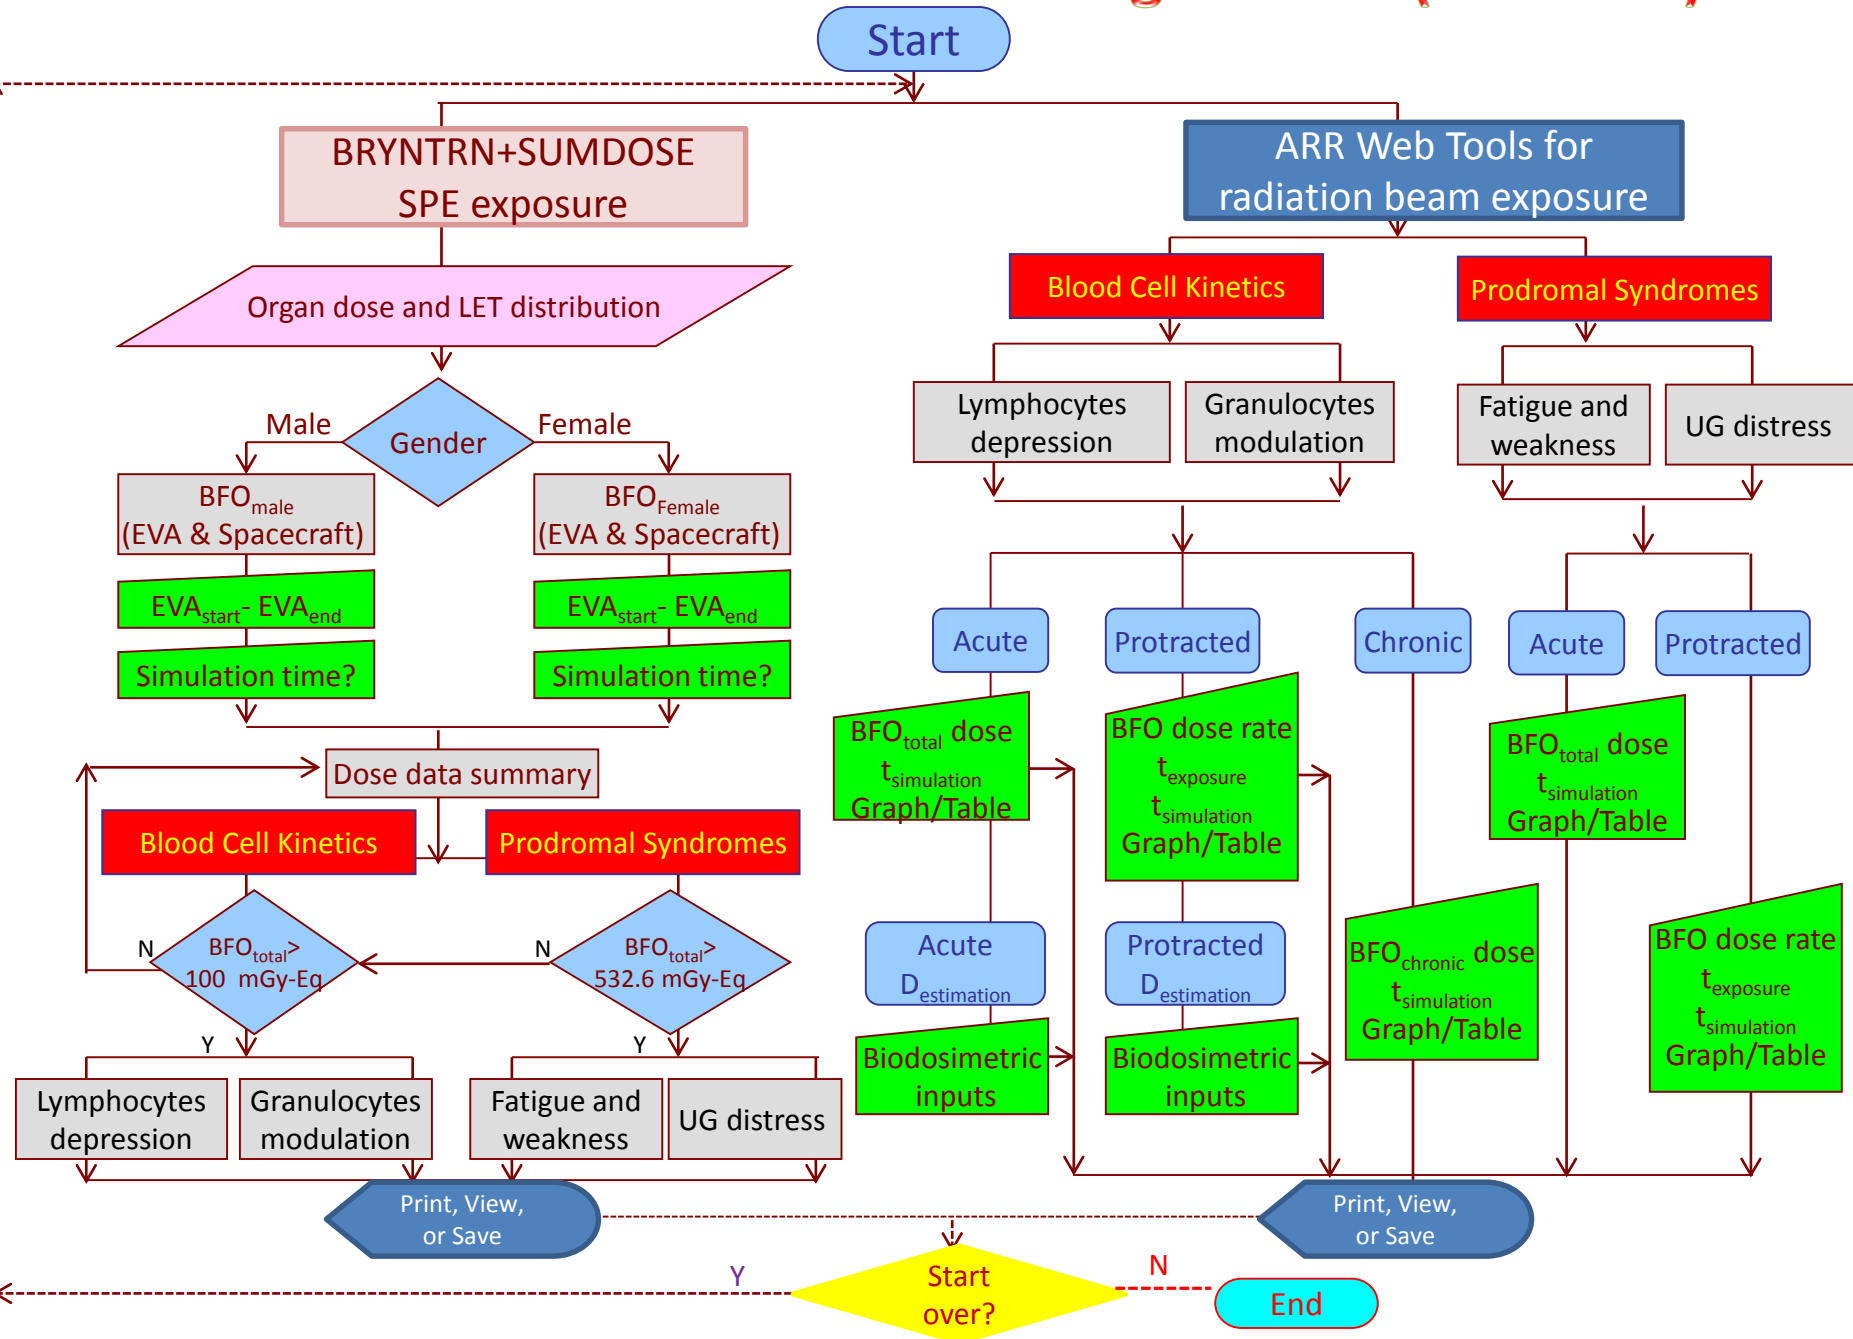 Start
BRYNTRN+SUMDOSE
SPE exposure
ARR Web Tools for
radiation beam exposure
Organ dose and LET distribution
Blood Cell Kinetics
Prodromal Syndromes
Gender
Male
Female
Lymphocytes
depression
Granulocytes
modulation
Fatigue and
weakness
UG distress
BFOmale
(EVA & Spacecraft)
BFOFemale
(EVA & Spacecraft)
EVAstart- EVAend
EVAstart- EVAend
Simulation time?
Simulation time?
Acute
Protracted
Chronic
Acute
Protracted
Dose data summary
BFOtotal dose
tsimulation
Graph/Table
BFO dose rate
texposure
tsimulation
Graph/Table
BFOtotal dose
tsimulation
Graph/Table
Blood Cell Kinetics
Prodromal Syndromes
N
BFOtotal>
100 mGy-Eq
N
BFOtotal>
532.6 mGy-Eq
Y
Y
Acute
Destimation
Protracted
Destimation
BFOchronic dose
tsimulation
Graph/Table
BFO dose rate
texposure
tsimulation
Graph/Table
Biodosimetric
inputs
Biodosimetric
inputs
Lymphocytes
depression
Granulocytes
modulation
Fatigue and
weakness
UG distress
Print, View,
or Save
Print, View,
or Save
Y
Start
over?
N
End